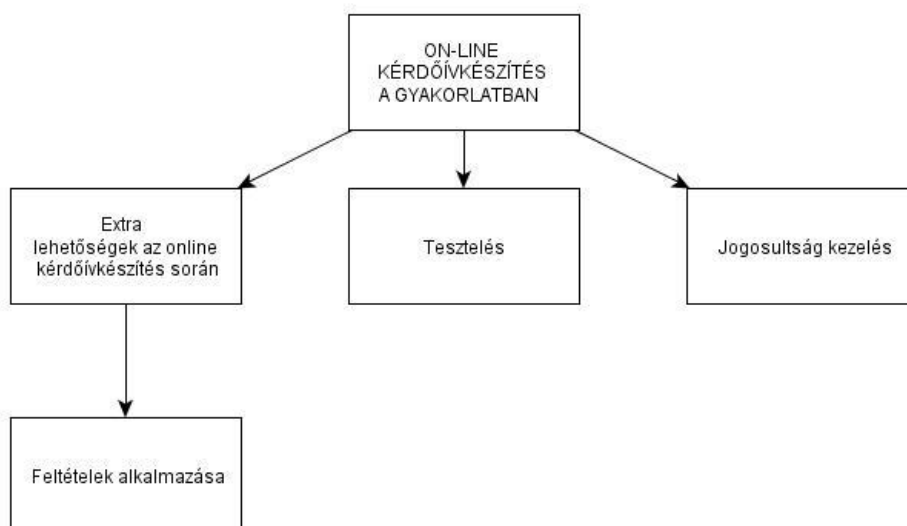 ON-LINE
KÉRDŐÍVKÉSZÍTÉS
A GYAKORLATBAN
Extra
lehetőségek az online
kérdőívkészítés során
Tesztelés
Jogosultság kezelés
Feltételek alkalmazása